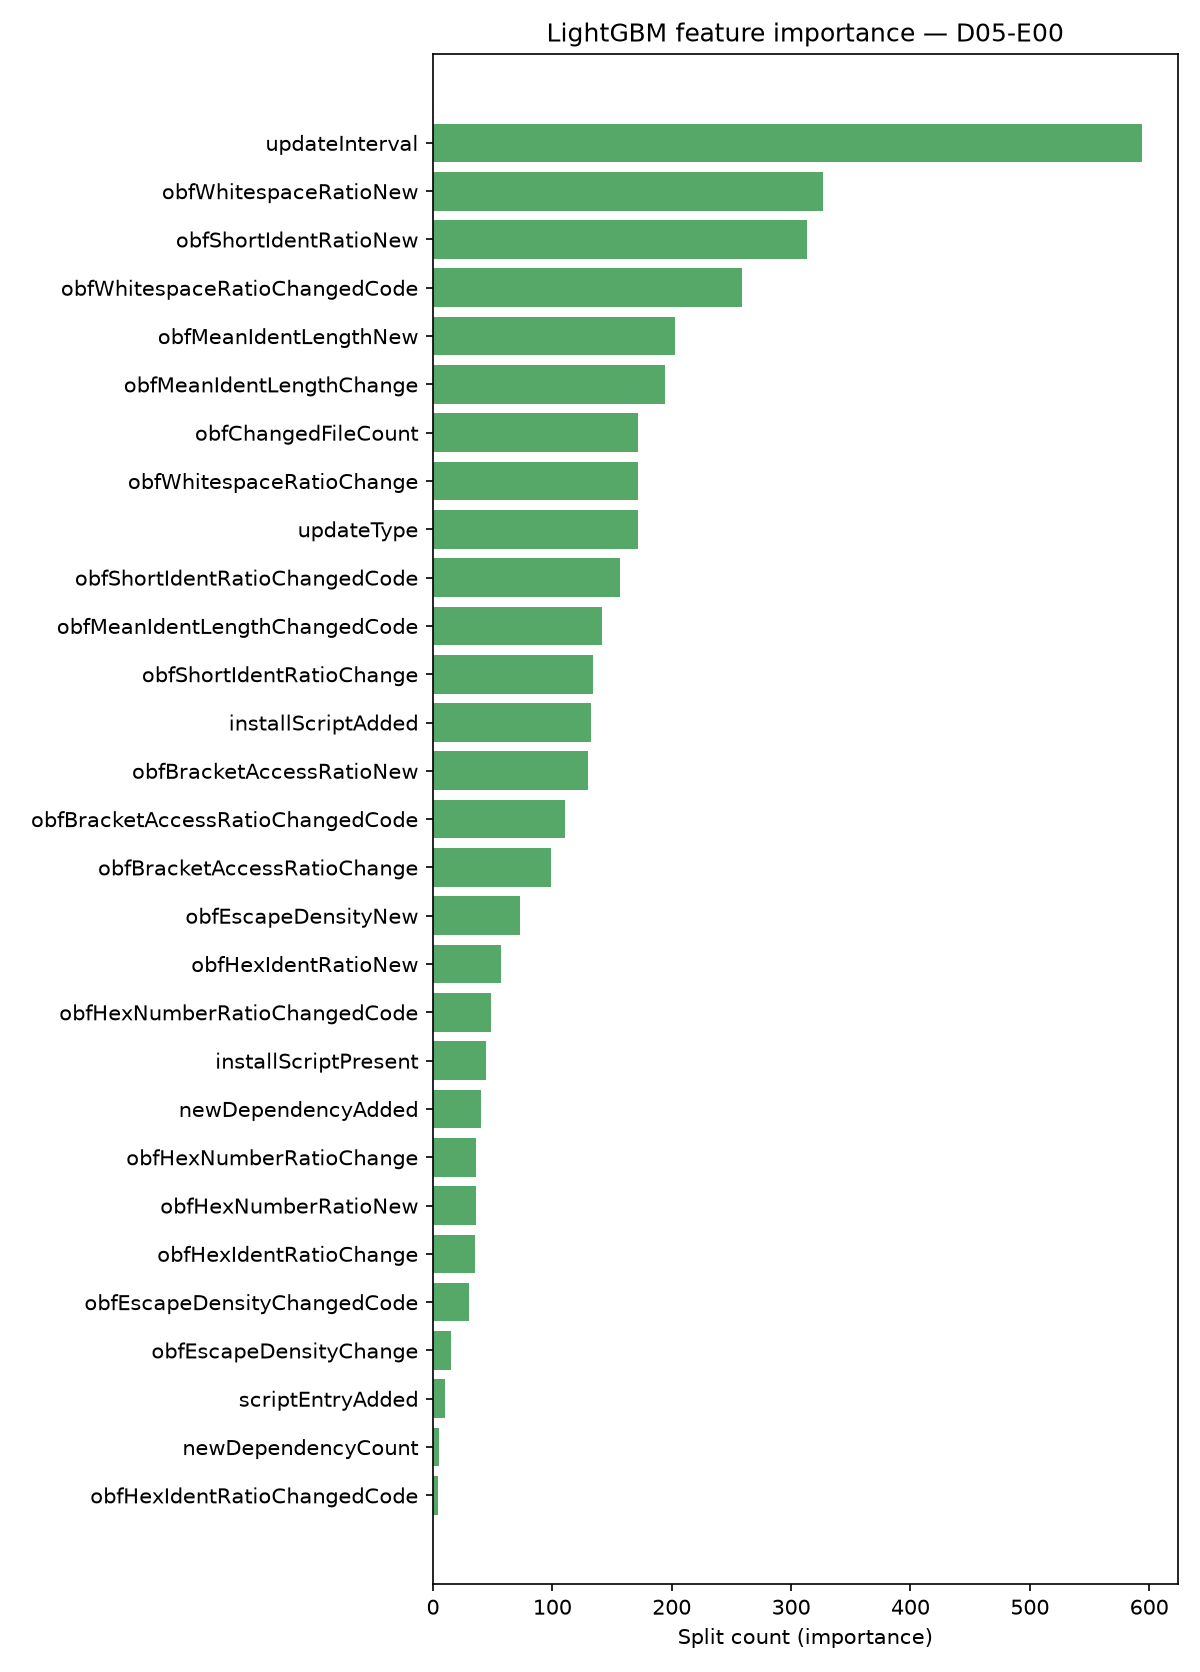 LightGBM feature importance — D05-E00
updateInterval
obfWhitespaceRatioNew
obfShortIdentRatioNew
obfWhitespaceRatioChangedCode
obfMeanIdentLengthNew
obfMeanIdentLengthChange
obfChangedFileCount
obfWhitespaceRatioChange
updateType
obfShortIdentRatioChangedCode
obfMeanIdentLengthChangedCode
obfShortIdentRatioChange
installScriptAdded
obfBracketAccessRatioNew
obfBracketAccessRatioChangedCode
obfBracketAccessRatioChange
obfEscapeDensityNew
obfHexIdentRatioNew
obfHexNumberRatioChangedCode
installScriptPresent
newDependencyAdded
obfHexNumberRatioChange
obfHexNumberRatioNew
obfHexIdentRatioChange
obfEscapeDensityChangedCode
obfEscapeDensityChange
scriptEntryAdded
newDependencyCount
obfHexIdentRatioChangedCode
0 100 200 300 400 500 600
Split count (importance)